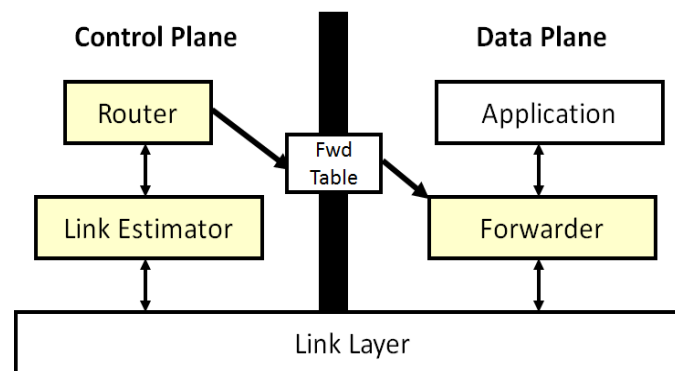 Control Plane
Data Plane
Router
Application
Fwd
Table
Link Estimator
Forwarder
Link Layer